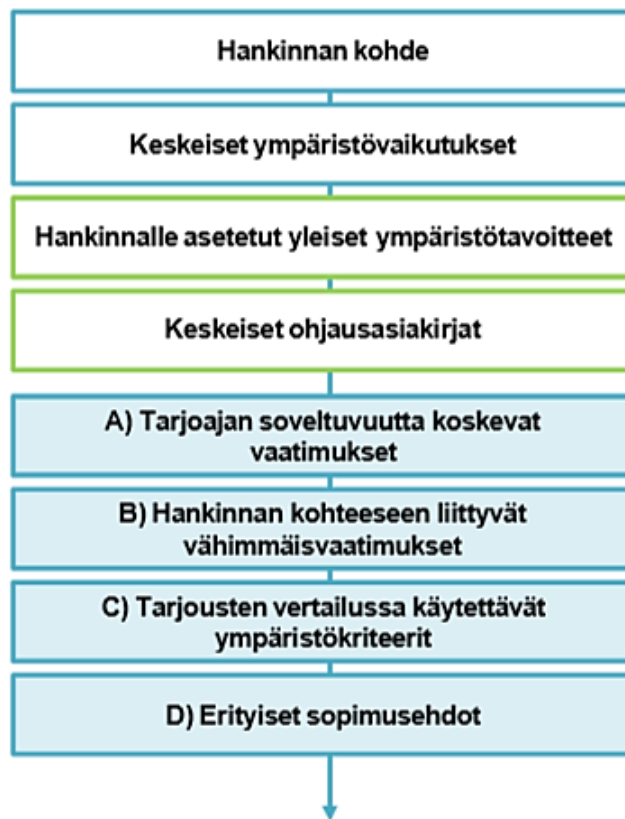 Hankinnan kohde
Keskeiset ympäristövaikutukset
Hankinnalle asetetut yleiset ympäristötavoitteet
Keskeiset ohjausasiakirjat
A) Tarjoajan soveltuvuutta koskevat
vaatimukset
B) Hankinnan kohteeseen liittyvät
vähimmäisvaatimukset
C) Tarjousten vertailussa käytettävät
ympäristökriteerit
D) Erityiset sopimusehdot